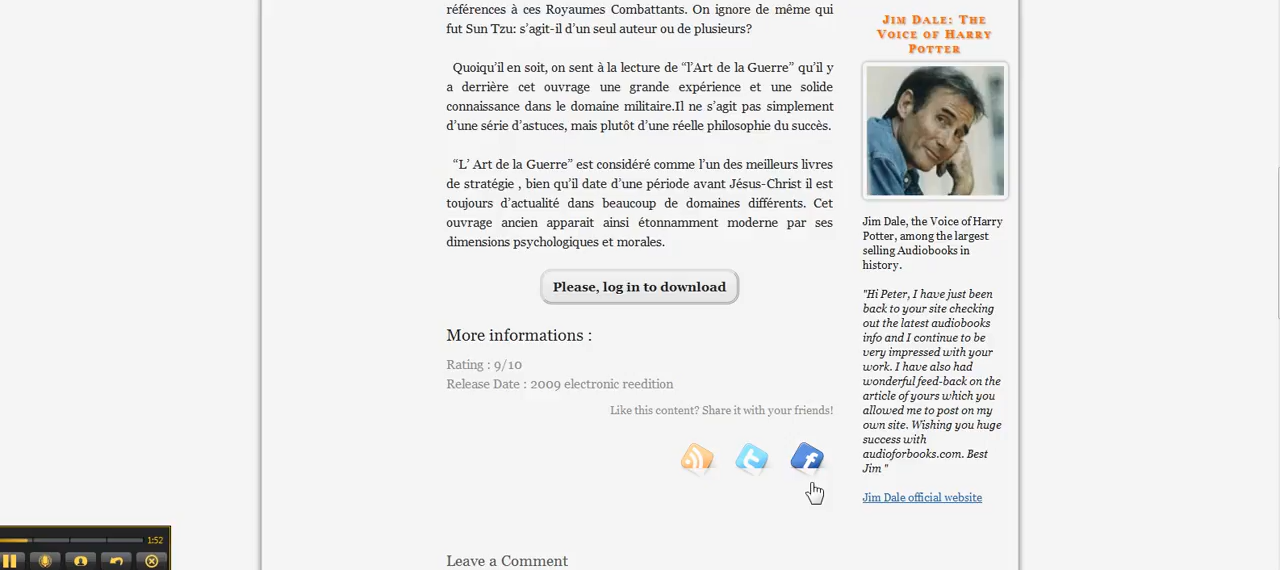 références à ces Royaumes Combattants. On ignore de même qui
fut Sun Tzu: s’agit-il d’un seul auteur ou de plusieurs?
Quoiqu’il en soit, on sent à la lecture de “l’Art de la Guerre” qu’il y
a derrière cet ouvrage une grande expérience et une solide
connaissance dans le domaine militaire.Il ne s’agit pas simplement
d’une série d’astuces, mais plutôt d’une réelle philosophie du succès.
“L’ Art de la Guerre” est considéré comme l’un des meilleurs livres
de stratégie , bien qu’il date d’une période avant Jésus-Christ il est
toujours d’actualité dans beaucoup de domaines différents. Cet
ouvrage ancien apparait ainsi étonnamment moderne par ses
dimensions psychologiques et morales.
Please, log in to download
More informations :
Rating : 9/10
Release Date : 2009 electronic reedition
Like this content? Share it with your friends!
Leave a Comment
Jim Dale: The
Voice of Harry
Potter
Jim Dale, the Voice of Harry
Potter, among the largest
selling Audiobooks in
history.
"Hi Peter, I have just been
back to your site checking
out the latest audiobooks
info and I continue to be
very impressed with your
work. I have also had
wonderful feed-back on the
article of yours which you
allowed me to post on my
own site. Wishing you huge
success with
audioforbooks.com. Best
Jim "
Jim Dale official website
1:52